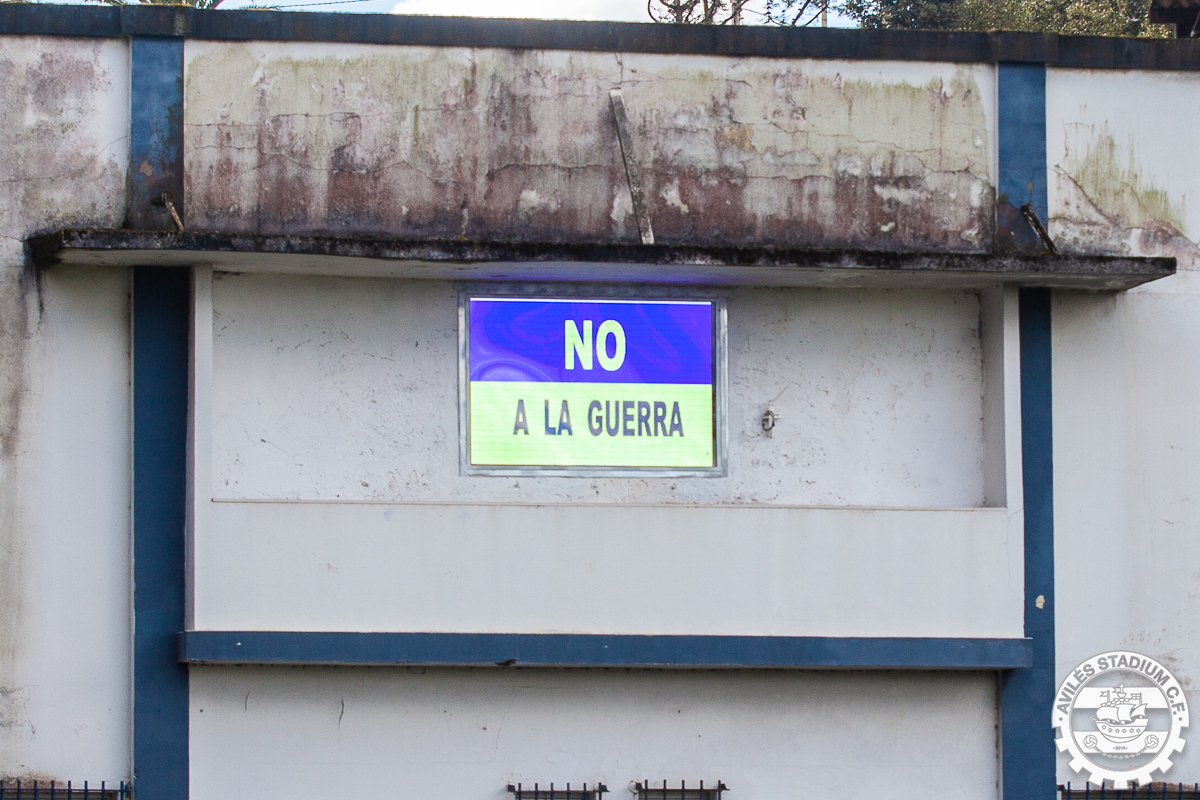 NO
A LA GUERRA
AVILÉS STADIUM C.F.